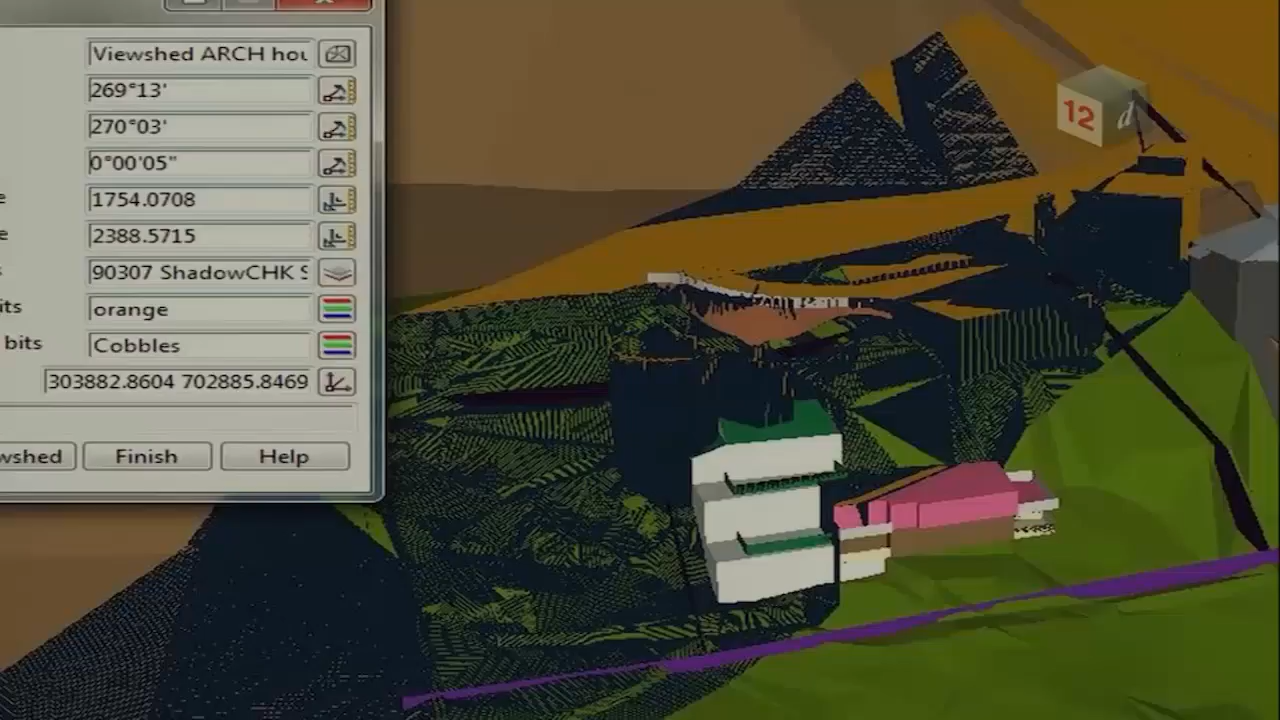 Viewshed ARCH hou
269°13'
270°03'
0°00'05"
e 1754.0708
e 2388.5715
90307 ShadowCHK S
its orange
bits Cobbles
303882.8604 702885.8469
wshed Finish Help
12 d